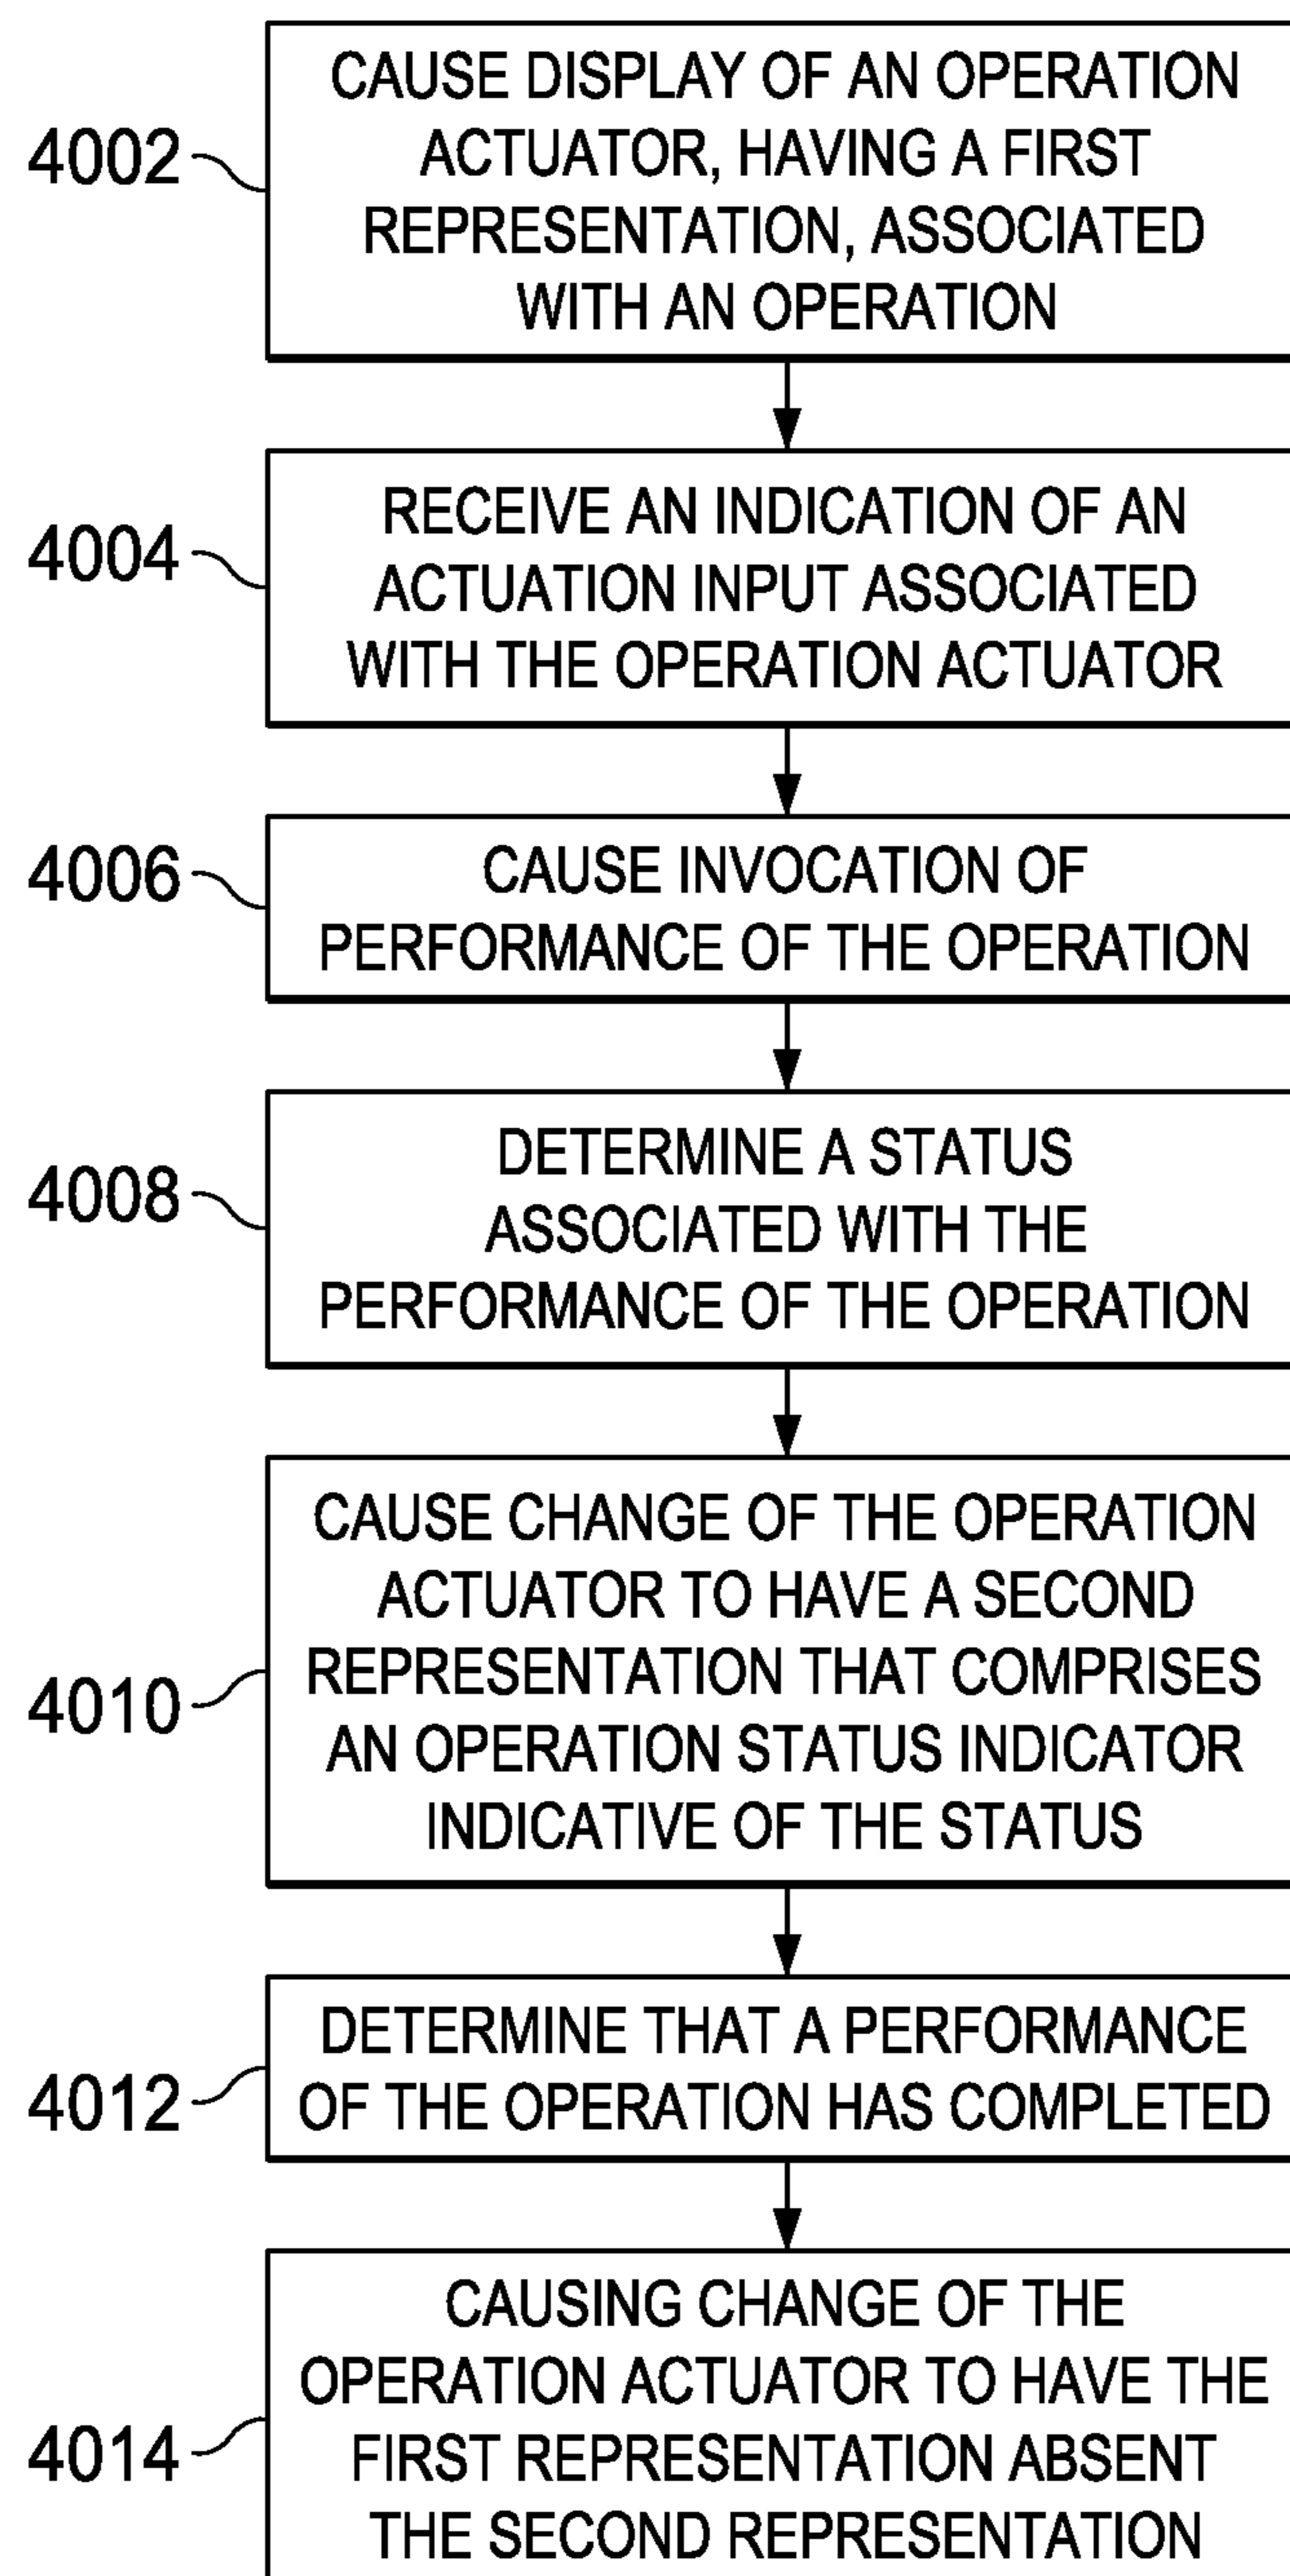 4002
CAUSE DISPLAY OF AN OPERATION
ACTUATOR, HAVING A FIRST
REPRESENTATION, ASSOCIATED
WITH AN OPERATION
4004
RECEIVE AN INDICATION OF AN
ACTUATION INPUT ASSOCIATED
WITH THE OPERATION ACTUATOR
4006
CAUSE INVOCATION OF
PERFORMANCE OF THE OPERATION
4008
DETERMINE A STATUS
ASSOCIATED WITH THE
PERFORMANCE OF THE OPERATION
4010
CAUSE CHANGE OF THE OPERATION
ACTUATOR TO HAVE A SECOND
REPRESENTATION THAT COMPRISES
AN OPERATION STATUS INDICATOR
INDICATIVE OF THE STATUS
4012
DETERMINE THAT A PERFORMANCE
OF THE OPERATION HAS COMPLETED
4014
CAUSING CHANGE OF THE
OPERATION ACTUATOR TO HAVE THE
FIRST REPRESENTATION ABSENT
THE SECOND REPRESENTATION